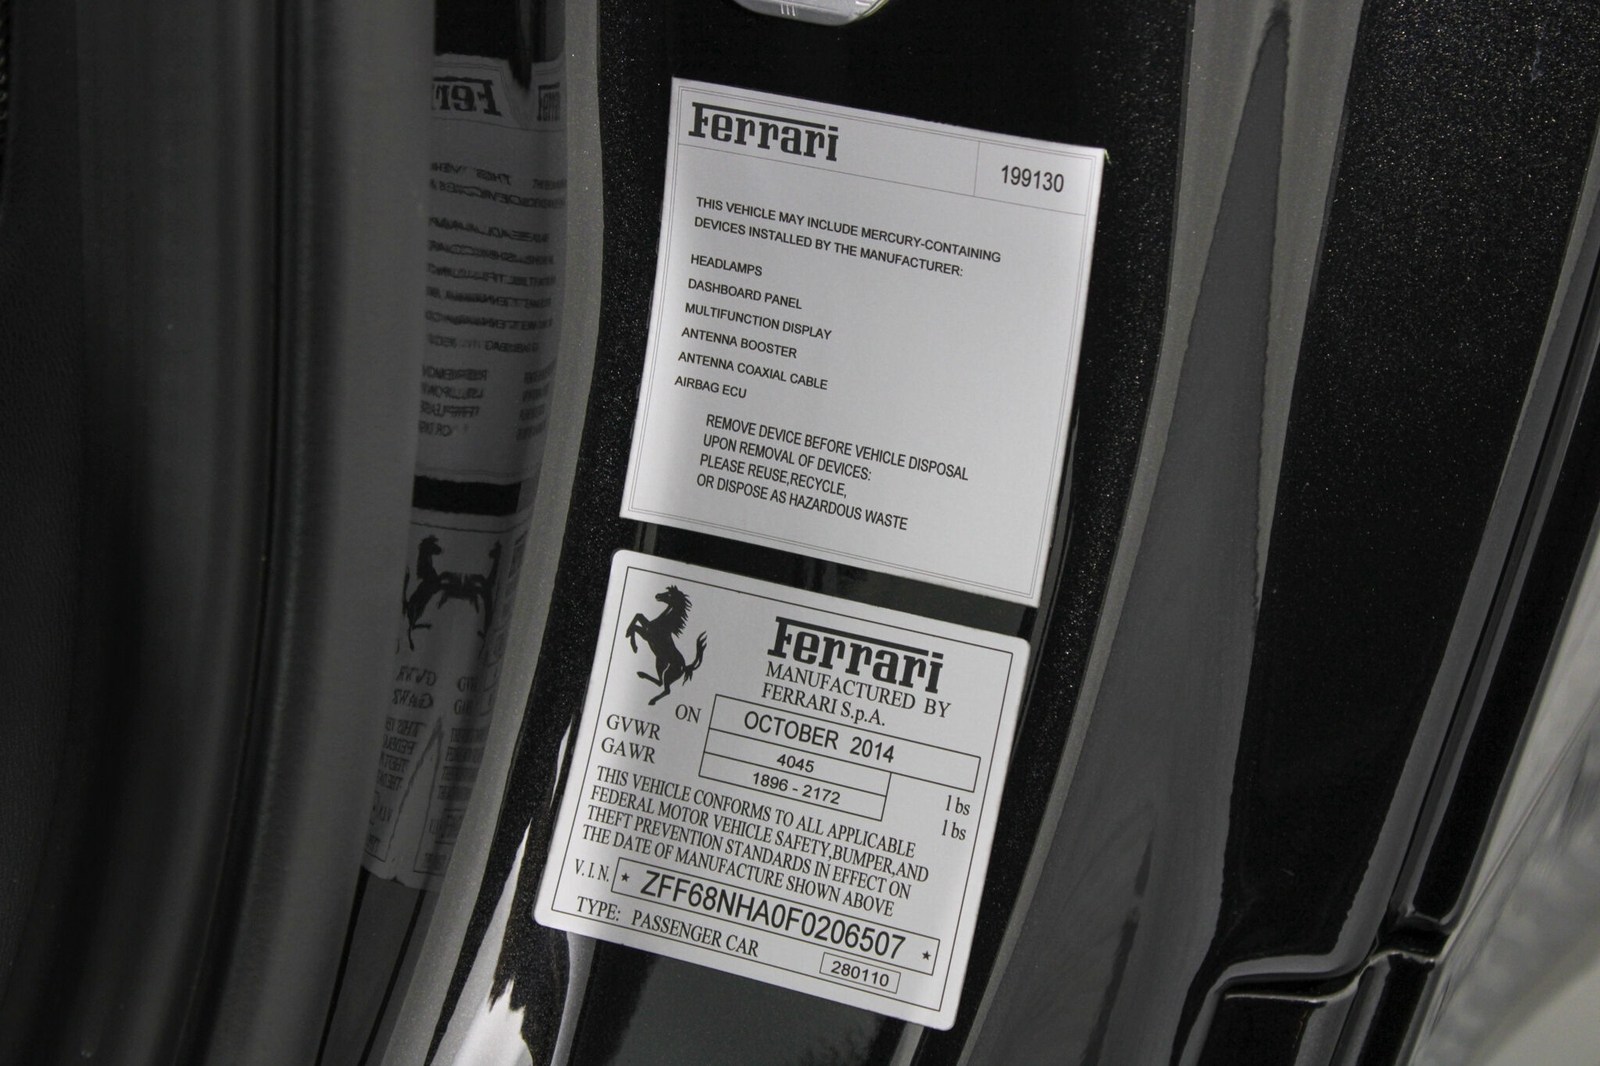 Ferrari
199130
THIS VEHICLE MAY INCLUDE MERCURY-CONTAINING
DEVICES INSTALLED BY THE MANUFACTURER:
HEADLAMPS
DASHBOARD PANEL
MULTIFUNCTION DISPLAY
ANTENNA BOOSTER
ANTENNA COAXIAL CABLE
AIRBAG ECU
REMOVE DEVICE BEFORE VEHICLE DISPOSAL
UPON REMOVAL OF DEVICES:
PLEASE REUSE,RECYCLE,
OR DISPOSE AS HAZARDOUS WASTE
Ferrari
MANUFACTURED BY
FERRARI S.p.A.
ON OCTOBER 2014
GVWR 4045 lbs
GAWR 1896 - 2172 lbs
THIS VEHICLE CONFORMS TO ALL APPLICABLE
FEDERAL MOTOR VEHICLE SAFETY,BUMPER,AND
THEFT PREVENTION STANDARDS IN EFFECT ON
THE DATE OF MANUFACTURE SHOWN ABOVE
V.I.N. * ZFF68NHA0F0206507 *
TYPE: PASSENGER CAR
280110